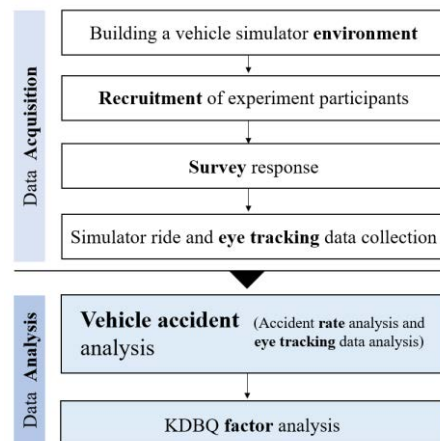 Data Acquisition
Building a vehicle simulator environment
Recruitment of experiment participants
Survey response
Simulator ride and eye tracking data collection
Data Analysis
Vehicle accident
analysis
(Accident rate analysis and
eye tracking data analysis)
KDBQ factor analysis